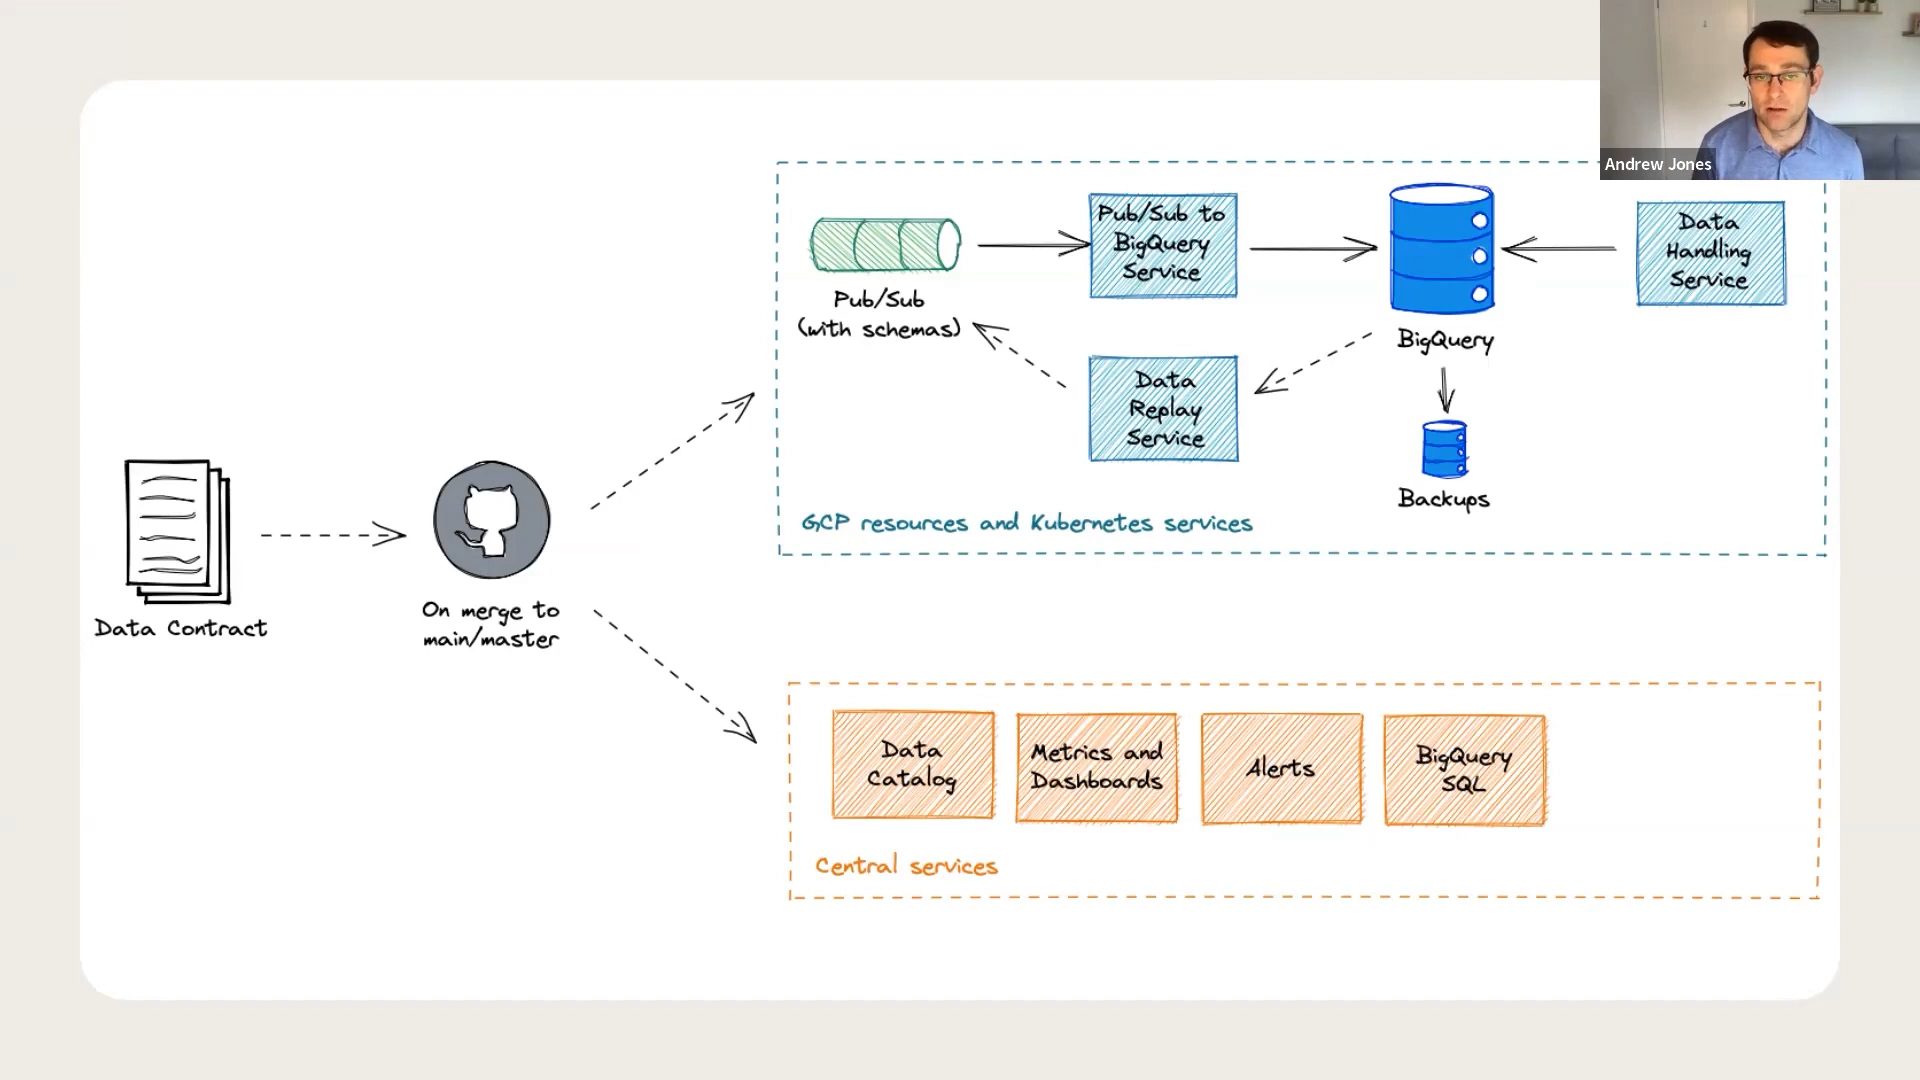 Andrew Jones
Pub/Sub
(with schemas)
Pub/Sub to
BigQuery
Service
BigQuery
Data
Handling
Service
Data
Replay
Service
Backups
GCP resources and Kubernetes services
Data Contract
On merge to
main/master
Data
Catalog
Metrics and
Dashboards
Alerts
BigQuery
SQL
Central services